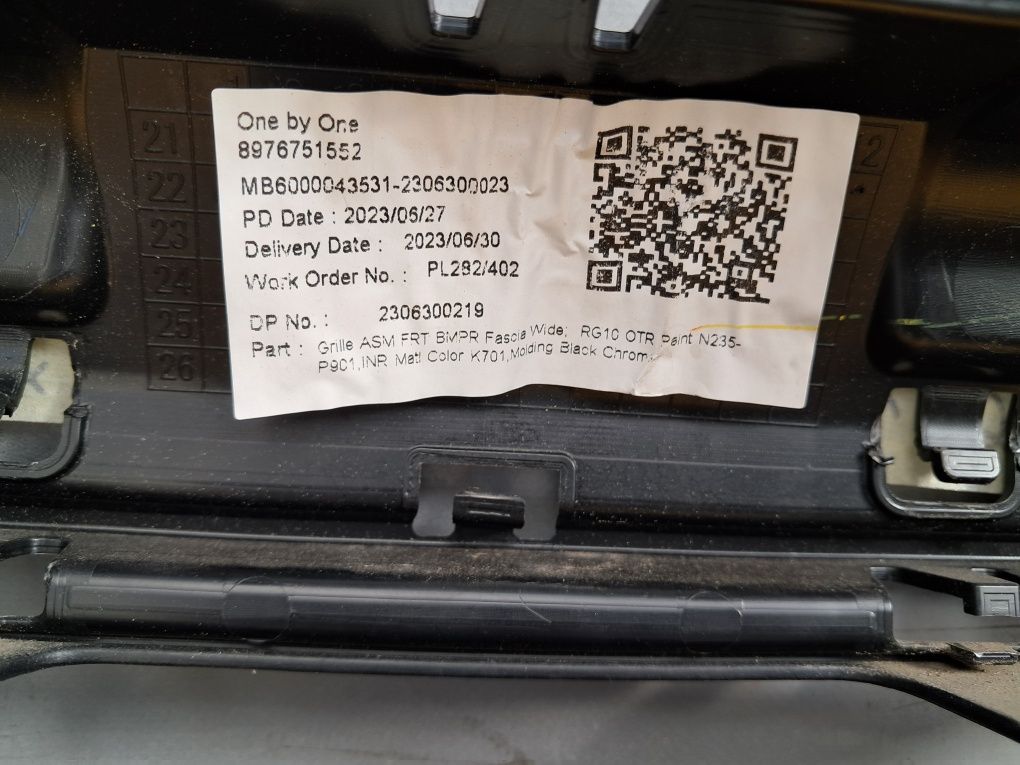 One by One
8976751552
MB6000043531-2306300023
PD Date : 2023/06/27
Delivery Date : 2023/06/30
Work Order No. : PL282/402
DP No. : 2306300219
Part : Grille ASM FRT BMPR Fascia Wide; RG10 OTR Paint N235-
P901,INR Matl Color K701,Molding Black Chrom
21
22
23
24
25
26
2